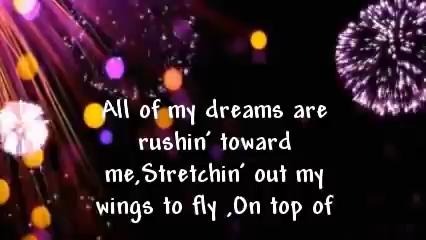 All of my dreams are
rushin' toward
me,Stretchin' out my
wings to fly ,On top of